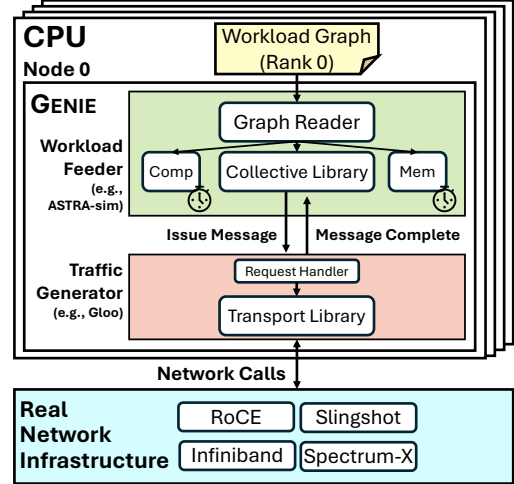 CPU
Node 0
Workload Graph
(Rank 0)
GENIE
Workload
Feeder
(e.g.,
ASTRA-sim)
Graph Reader
Comp
Collective Library
Mem
Issue Message
Message Complete
Traffic
Generator
(e.g., Gloo)
Request Handler
Transport Library
Network Calls
Real
Network
Infrastructure
RoCE
Slingshot
Infiniband
Spectrum-X